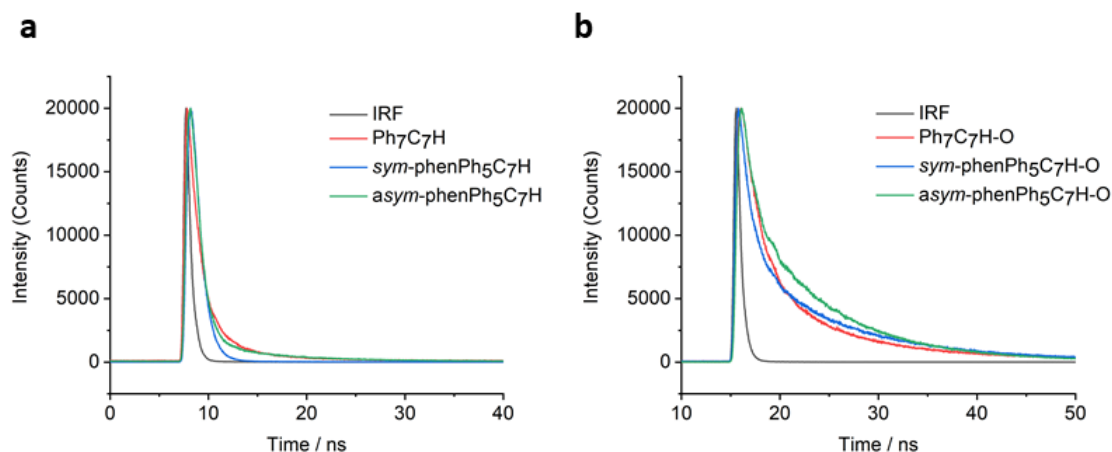 a
IRF
Ph7C7H
sym-phenPh5C7H
asym-phenPh5C7H
20000
15000
10000
5000
0
Intensity (Counts)
0 10 20 30 40
Time / ns
b
IRF
Ph7C7H-O
sym-phenPh5C7H-O
asym-phenPh5C7H-O
20000
15000
10000
5000
0
Intensity (Counts)
10 20 30 40 50
Time / ns